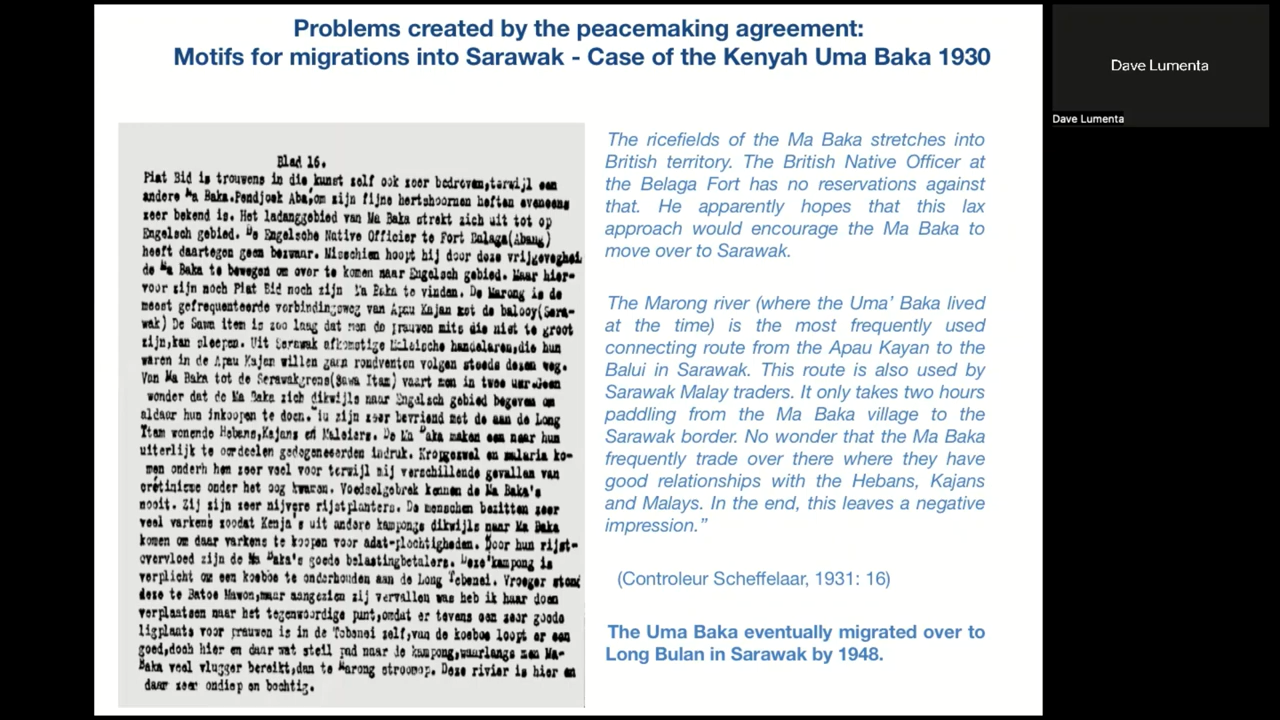 Problems created by the peacemaking agreement:
Motifs for migrations into Sarawak - Case of the Kenyah Uma Baka 1930
Blad 16.
Piat Bid is trouwens in die kunst zelf ook zeer bedreven,terwijl een
andere Ma Baka.Pendjoek Aba,om zijn fijne hertshoornen heften eveneens
zeer bekend is. Het ladanggebied van Ma Baka strekt zich uit tot op
Engelsch gebied. De Engelsche Native Officier te Fort Balaga(Abang)
heeft daartegen geen bezwaar. Misschien hoopt hij door deze vrijgevegheid
de Ma Baka te bewegen om over te komen naar Engelsch gebied. Maar hier-
voor zijn noch Piat Bid noch zijn Ma Baka te vinden. De Marong is de
meest gefrequenteerde verbindingsweg van Apau Kajan met de balooy(Sera-
wak) De Sawa item is zoo laag dat men de prauwen mits die niet te groot
zijn,kan sleepen. Uit Serawak afkomstige Maleische handelaren,die hun
waren in de Apau Kajan willen gaan rondventen volgen steeds dezen weg.
Van Ma Baka tot de Serawakgrens(Sawa Itam) vaart men in twee uur.Geen
wonder dat de Ma Baka zich dikwijls naar Engelsch gebied begeven om
aldaar hun inkoopen te doen. zijn zeer bevriend met de aan de Long
Itam wonende Hebans,Kajans en Maleiers. De Ma Baka maken een naar hun
uiterlijk te oordeelen gedegenereerden indruk. Kropgezwel en malaria ko-
men onderh hen zeer veel voor terwijl mij verschillende gevallen van
crétinisme onder het oog kwamen. Voedselgebrek kennen de Ma Baka's
nooit. Zij zijn zeer nijvere rijstplanters. De menschen bezitten zeer
veel varkens zoodat Kenja's uit andere kampongs dikwijls naar Ma Baka
komen om daar varkens te koopen voor adat-plechtigheden. Door hun rijst-
overvloed zijn de Ma Baka's goede belastingbetalers. Deze kampong is
verplicht om een koeboe te onderhouden aan de Long Tebenei. Vroeger stond
deze te Batoe Mawon,maar aangezien zij vervallen was heb ik haar doen
verplaatsen naar het tegenwoordige punt,omdat er tevens een zeer goede
ligplaats voor prauwen is in de Tebenei zelf,van de koeboe loopt er een
goed,doch hier en daar wat steil pad naar de kampong,waarlangs men Ma-
Baka veel vlugger bereikt,dan te Marong stroomop. Deze rivier is hier en
daar zeer ondiep en bochtig.
The ricefields of the Ma Baka stretches into
British territory. The British Native Officer at
the Belaga Fort has no reservations against
that. He apparently hopes that this lax
approach would encourage the Ma Baka to
move over to Sarawak.
The Marong river (where the Uma' Baka lived
at the time) is the most frequently used
connecting route from the Apau Kayan to the
Balui in Sarawak. This route is also used by
Sarawak Malay traders. It only takes two hours
paddling from the Ma Baka village to the
Sarawak border. No wonder that the Ma Baka
frequently trade over there where they have
good relationships with the Hebans, Kajans
and Malays. In the end, this leaves a negative
impression.”
(Controleur Scheffelaar, 1931: 16)
The Uma Baka eventually migrated over to
Long Bulan in Sarawak by 1948.
Dave Lumenta
Dave Lumenta